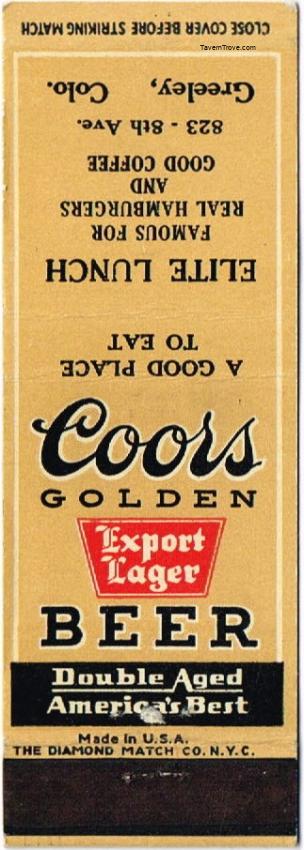 CLOSE COVER BEFORE STRIKING MATCH
TavernTrove.com
A GOOD PLACE
TO EAT
ELITE LUNCH
FAMOUS FOR
REAL HAMBURGERS
AND
GOOD COFFEE
823 - 8th Ave.
Greeley, Colo.
Coors
GOLDEN
Export
Lager
BEER
Double Aged
America's Best
Made in U.S.A.
THE DIAMOND MATCH CO. N.Y.C.